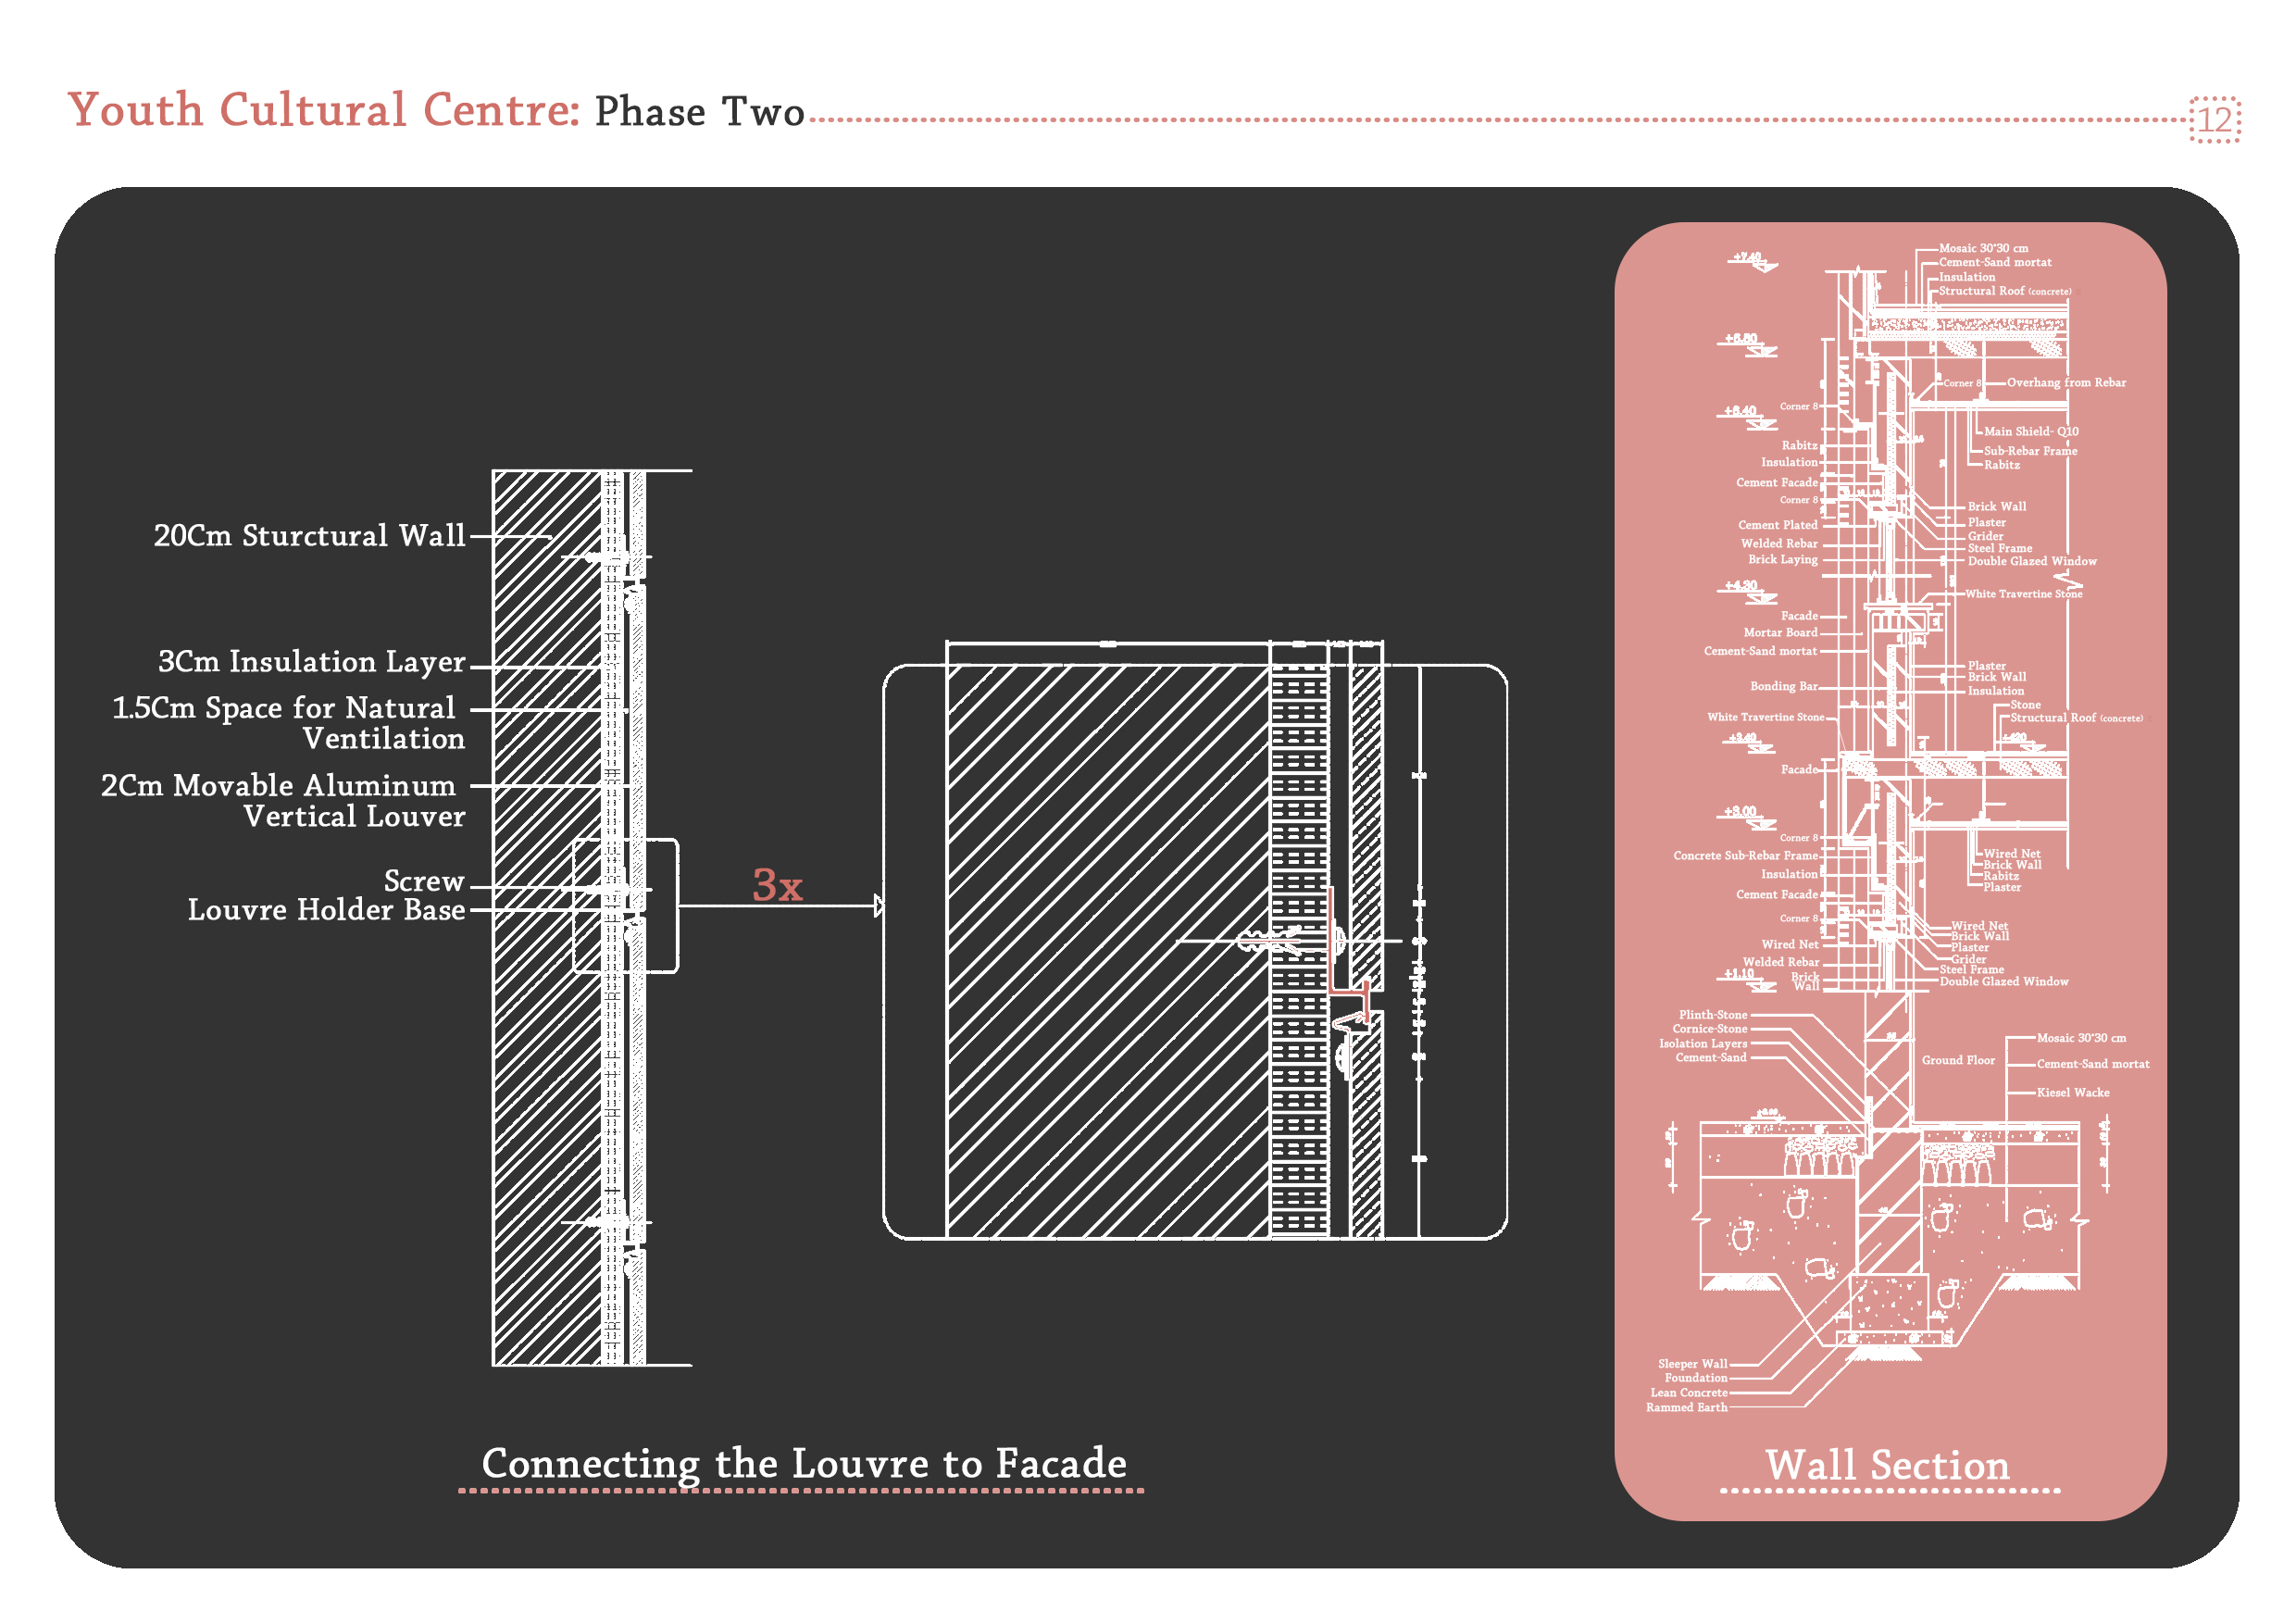 Youth Cultural Centre: Phase Two
12
20Cm Sturctural Wall
3Cm Insulation Layer
1.5Cm Space for Natural
Ventilation
2Cm Movable Aluminum
Vertical Louver
Screw
Louvre Holder Base
3x
Connecting the Louvre to Facade
+7.40
Mosaic 30*30 cm
Cement-Sand mortat
Insulation
Structural Roof (concrete)
+6.40
Corner 8
Overhang from Rebar
Corner 8
Rabitz
Insulation
Cement Facade
Corner 8
Cement Plated
Welded Rebar
Brick Laying
Main Shield- Q10
Sub-Rebar Frame
Rabitz
Brick Wall
Plaster
Grider
Steel Frame
Double Glazed Window
+4.30
White Travertine Stone
Facade
Mortar Board
Cement-Sand mortat
Bonding Bar
White Travertine Stone
Plaster
Brick Wall
Insulation
Stone
Structural Roof (concrete)
+3.40
+420
Facade
+3.00
Corner 8
Concrete Sub-Rebar Frame
Insulation
Cement Facade
Corner 8
Wired Net
Welded Rebar
Brick
Wall
Wired Net
Brick Wall
Rabitz
Plaster
Wired Net
Brick Wall
Plaster
Grider
Steel Frame
Double Glazed Window
+1.10
Plinth-Stone
Cornice-Stone
Isolation Layers
Cement-Sand
Ground Floor
Mosaic 30*30 cm
Cement-Sand mortat
Kiesel Wacke
Sleeper Wall
Foundation
Lean Concrete
Rammed Earth
Wall Section